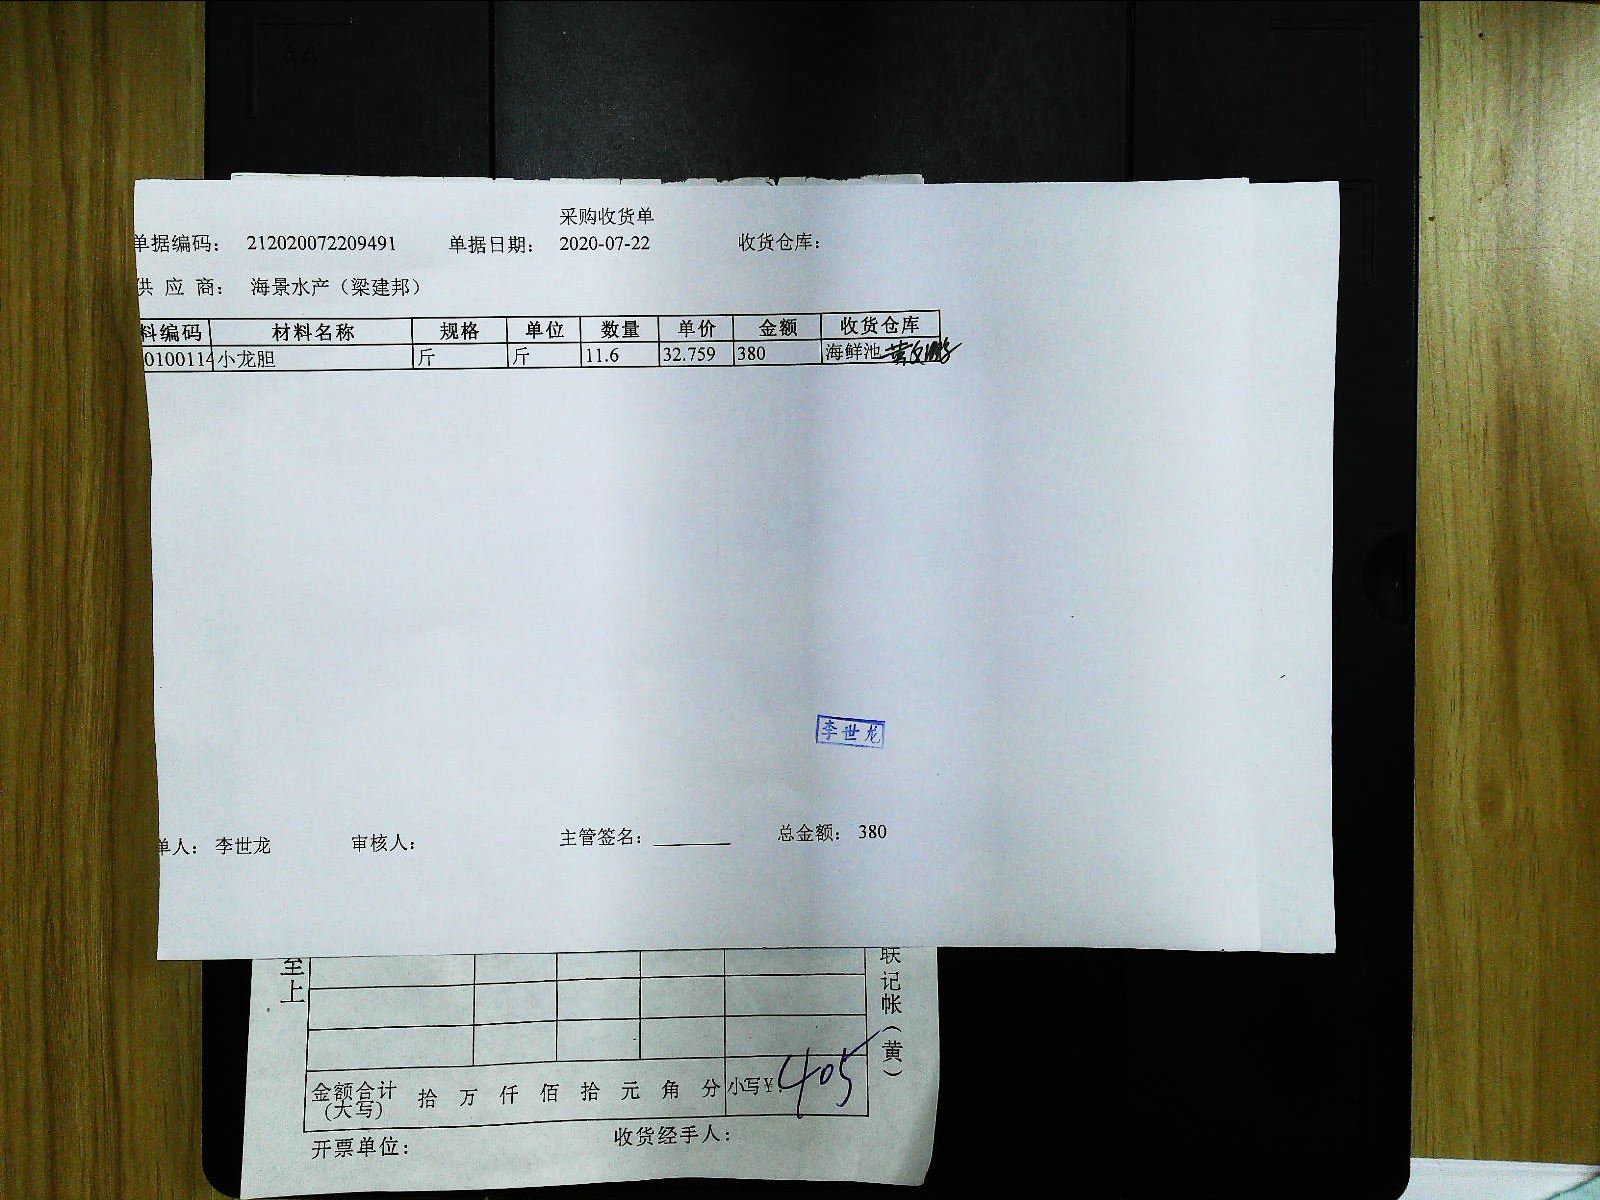 采购收货单
单据编码： 212020072209491 单据日期： 2020-07-22 收货仓库：
供 应 商： 海景水产（梁建邦）
料编码 材料名称 规格 单位 数量 单价 金额 收货仓库
0100114 小龙胆 斤 斤 11.6 32.759 380 海鲜池
李世龙
单人： 李世龙 审核人： 主管签名： 总金额： 380
至上
联记帐（黄）
金额合计（大写） 拾 万 仟 佰 拾 元 角 分 小写￥： 405
开票单位： 收货经手人：